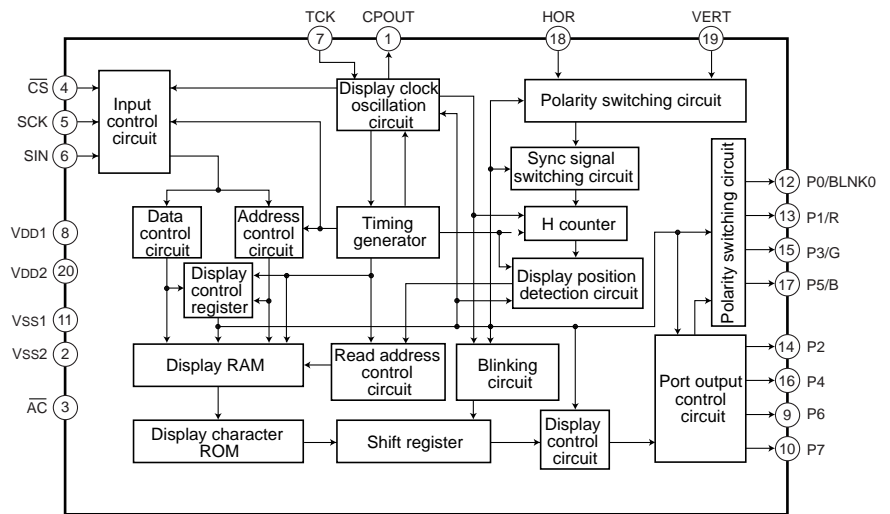 TCK
CPOUT
HOR
VERT
7
1
18
19
CS
4
SCK
5
SIN
6
Input
control
circuit
Display clock
oscillation
circuit
Polarity switching circuit
Sync signal
switching circuit
Polarity switching circuit
12
P0/BLNK0
13
P1/R
15
P3/G
17
P5/B
VDD1
8
VDD2
20
VSS1
11
VSS2
2
AC
3
Data
control
circuit
Address
control
circuit
Timing
generator
H counter
Display
control
register
Display position
detection circuit
Display RAM
Read address
control circuit
Blinking
circuit
Port output
control
circuit
14
P2
16
P4
9
P6
10
P7
Display character
ROM
Shift register
Display
control
circuit